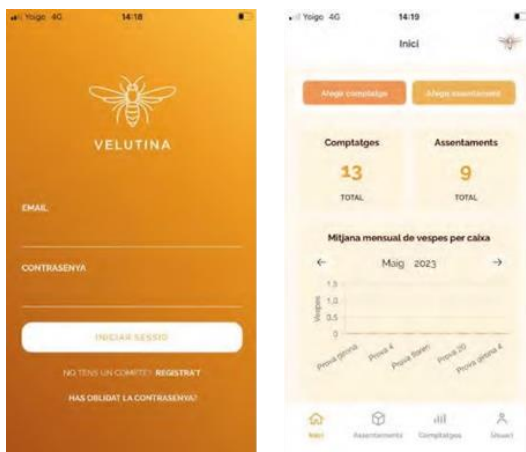 Yoigo 4G 14:18
VELUTINA
EMAIL
CONTRASENYA
INICIAR SESSIÓ
NO TENS UN COMPTE? REGISTRA'T
HAS OBLIDAT LA CONTRASENYA?
Yoigo 4G 14:19
Inici
Afegir comptatge
Afegir assentament
Comptatges
13
TOTAL
Assentaments
9
TOTAL
Mitjana mensual de vespes per caixa
← Maig 2023 →
Vespes
1,5
1,0
0,5
0
Prova girona
Prova 4
Prova Baran
Prova 20
Prova girona 4
Inici
Assentaments
Comptatges
Usuari